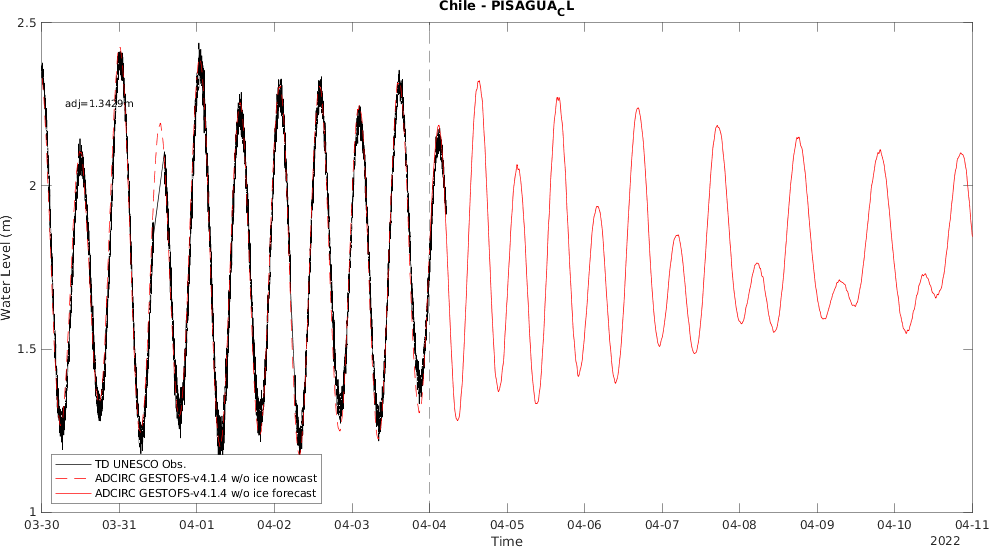 Chile - PISAGUA_CL
2.5
2
1.5
1
Water Level (m)
adj=1.3429m
TD UNESCO Obs.
ADCIRC GESTOFS-v4.1.4 w/o ice nowcast
ADCIRC GESTOFS-v4.1.4 w/o ice forecast
03-30 03-31 04-01 04-02 04-03 04-04 04-05 04-06 04-07 04-08 04-09 04-10 04-11
Time
2022